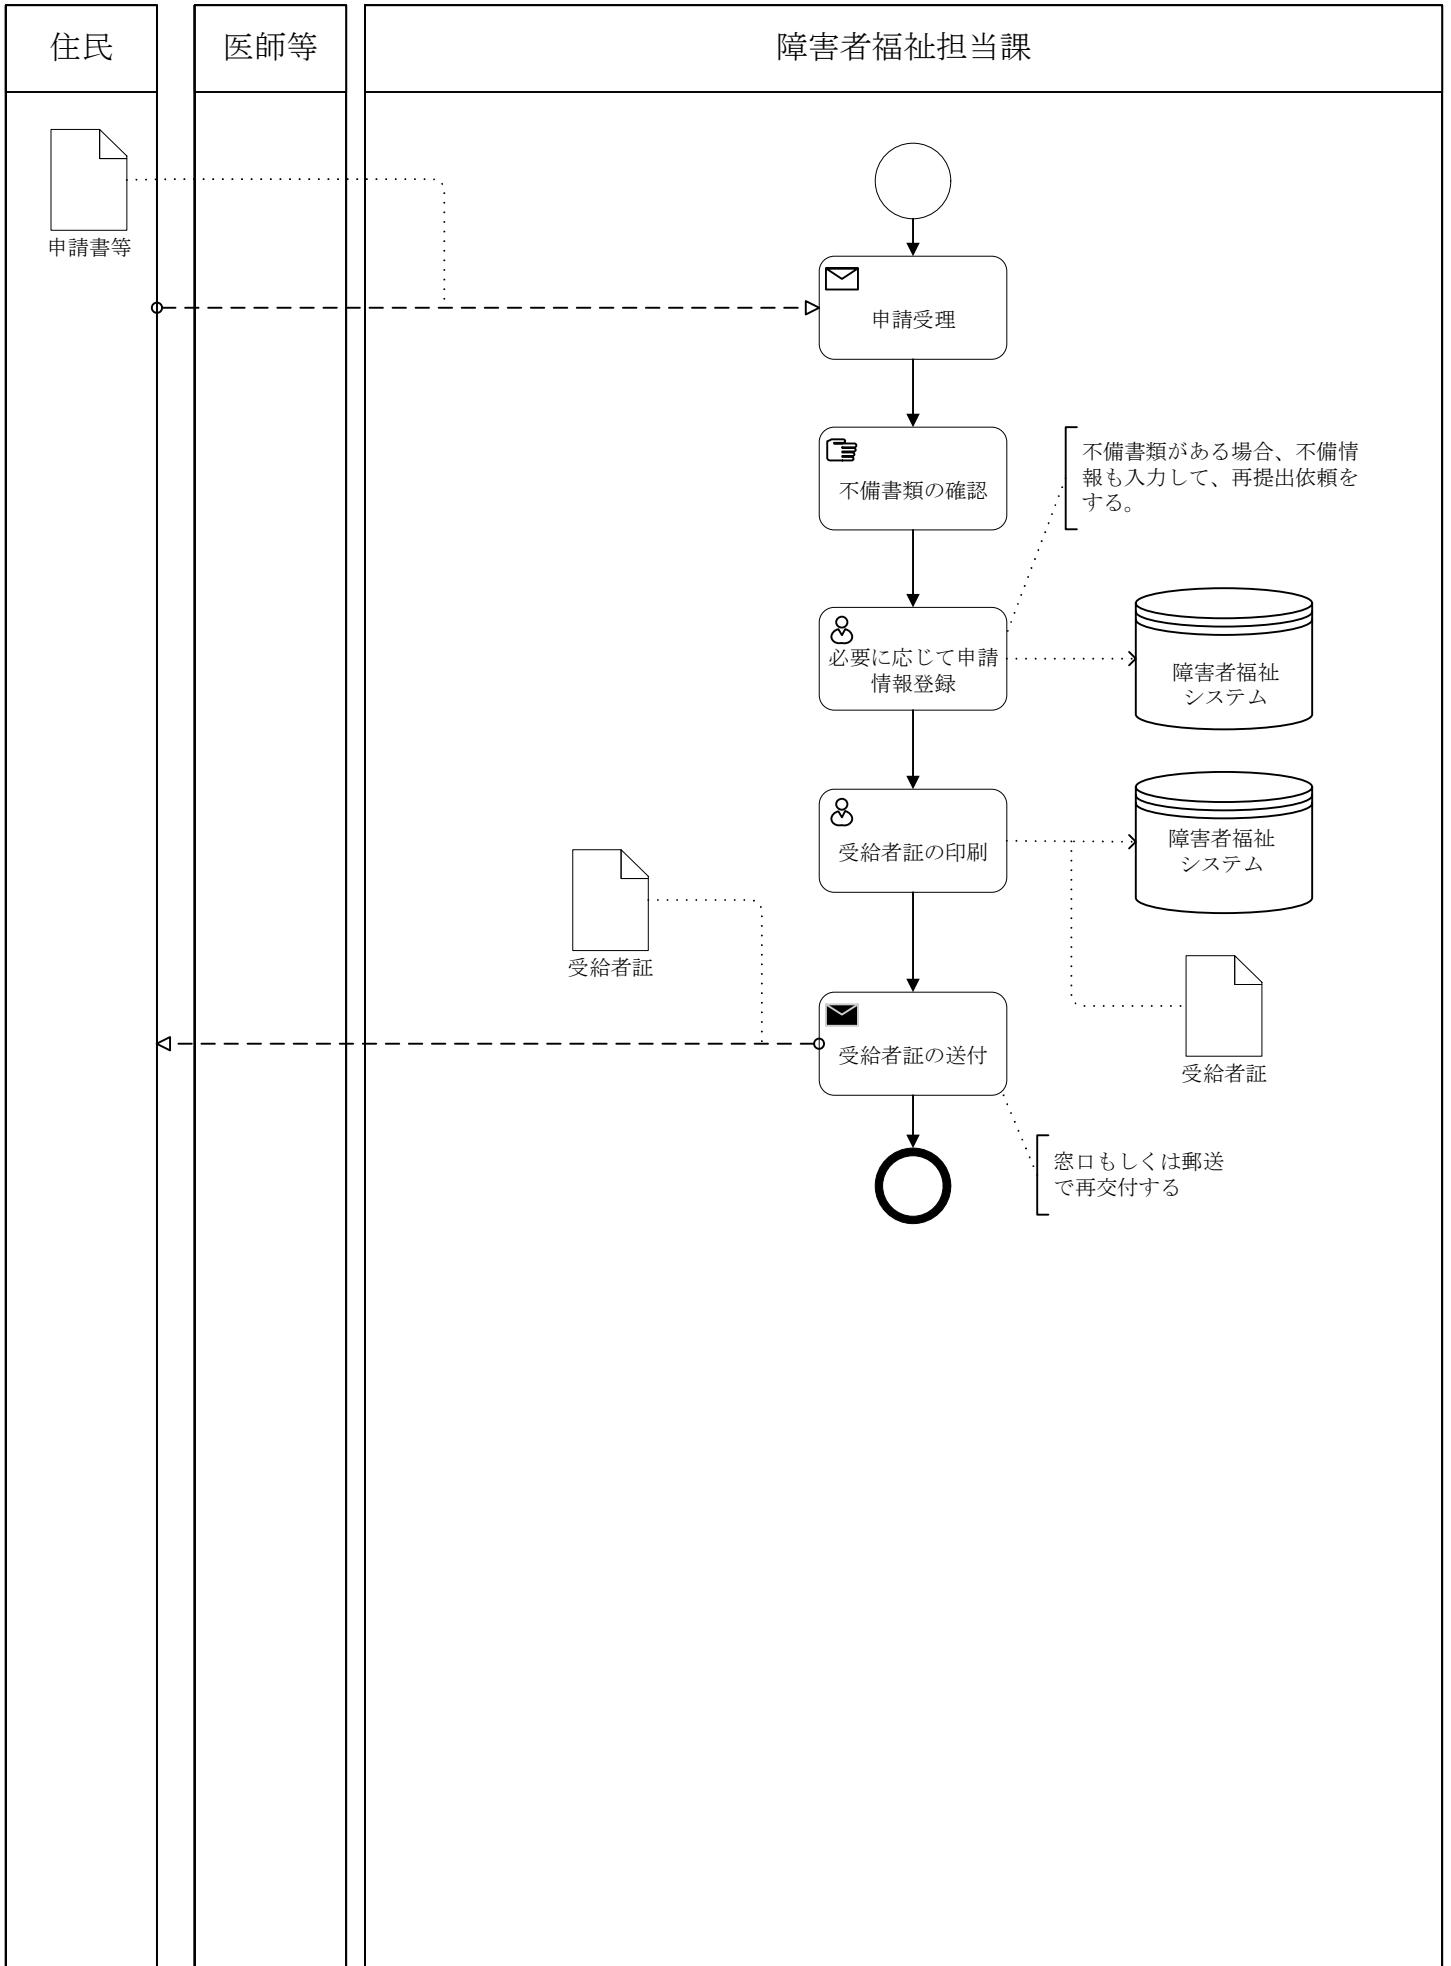 住民
医師等
障害者福祉担当課
申請書等
申請受理
不備書類の確認
不備書類がある場合、不備情
報も入力して、再提出依頼を
する。
必要に応じて申請
情報登録
障害者福祉
システム
受給者証の印刷
障害者福祉
システム
受給者証
受給者証の送付
受給者証
窓口もしくは郵送
で再交付する